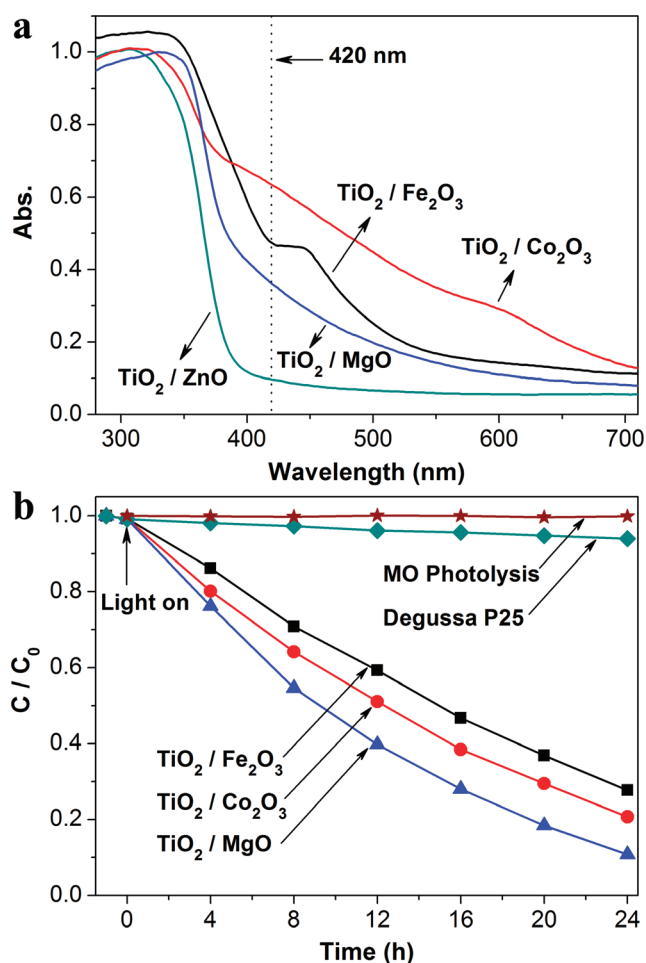 a
420 nm
TiO2 / Fe2O3
TiO2 / Co2O3
TiO2 / MgO
TiO2 / ZnO
Abs.
1.0
0.8
0.6
0.4
0.2
0.0
300 400 500 600 700
Wavelength (nm)
b
MO Photolysis
Degussa P25
Light on
TiO2 / Fe2O3
TiO2 / Co2O3
TiO2 / MgO
C / C0
1.0
0.8
0.6
0.4
0.2
0.0
0 4 8 12 16 20 24
Time (h)